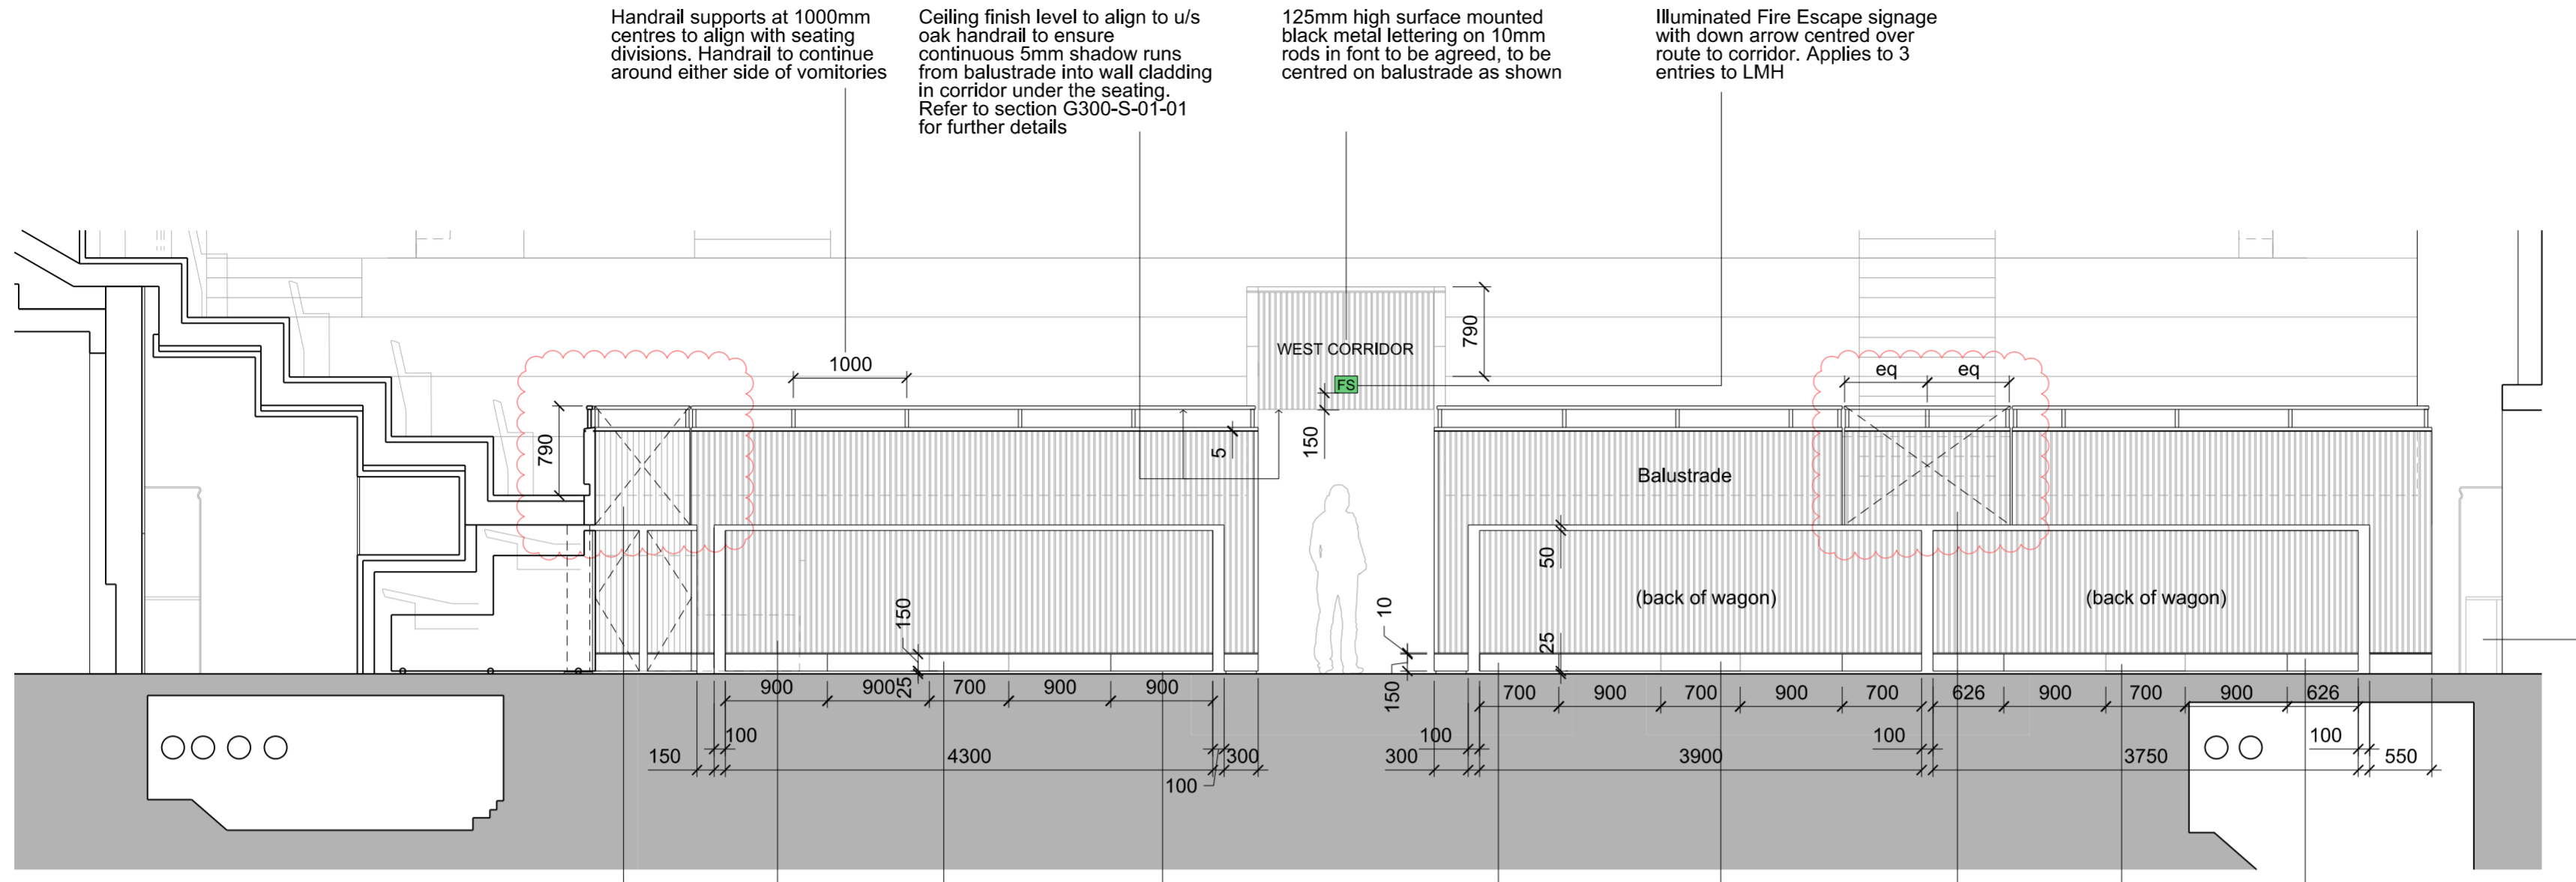 Handrail supports at 1000mm
centres to align with seating
divisions. Handrail to continue
around either side of vomitories
Ceiling finish level to align to u/s
oak handrail to ensure
continuous 5mm shadow runs
from balustrade into wall cladding
in corridor under the seating.
Refer to section G300-S-01-01
for further details
125mm high surface mounted
black metal lettering on 10mm
rods in font to be agreed, to be
centred on balustrade as shown
Illuminated Fire Escape signage
with down arrow centred over
route to corridor. Applies to 3
entries to LMH
790
WEST CORRIDOR
1000
FS
eq eq
790
5
150
Balustrade
50
(back of wagon)
(back of wagon)
150
10
25
25
150
900 900 700 900 900
700 900 700 900 700 626 900 700 900 626
100
100
100
100
150
4300
300
300
3900
3750
550
100